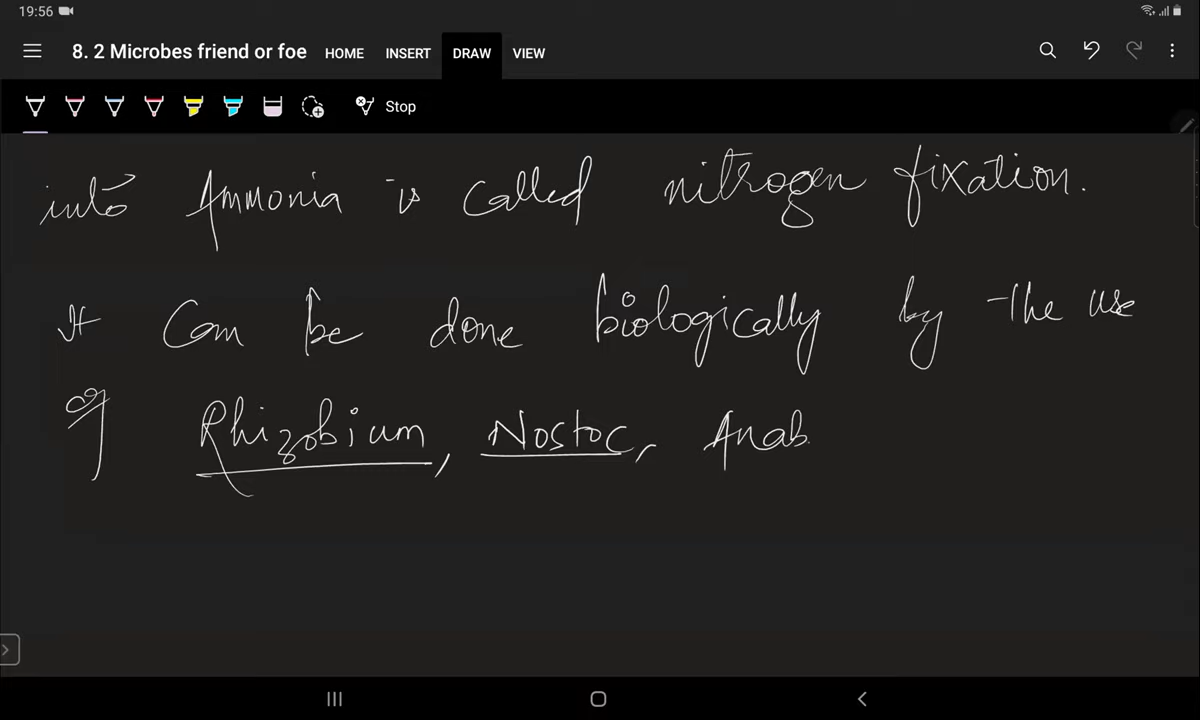 19:56
8. 2 Microbes friend or foe HOME INSERT DRAW VIEW
Stop
into Ammonia is called nitrogen fixation.
It can be done biologically by the use
of Rhizobium, Nostoc, Anab